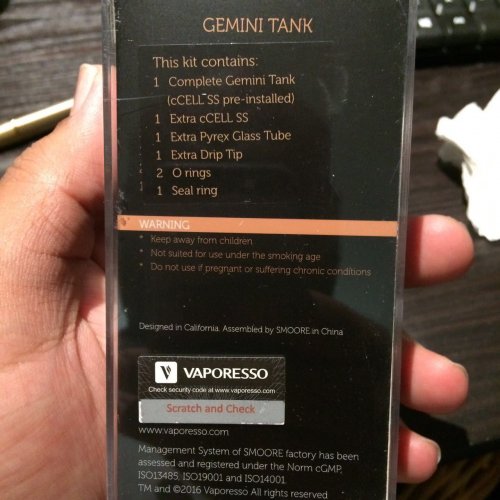 GEMINI TANK
This kit contains:
1 Complete Gemini Tank
(cCELL SS pre-installed)
1 Extra cCELL SS
1 Extra Pyrex Glass Tube
1 Extra Drip Tip
2 O rings
1 Seal ring
WARNING
* Keep away from children
* Not suited for use under the smoking age
* Do not use if pregnant or suffering chronic conditions
Designed in California. Assembled by SMOORE in China
VAPORESSO
Check security code at www.vaporesso.com
Scratch and Check
www.vaporesso.com
Management System of SMOORE factory has been
assessed and registered under the Norm cGMP,
ISO13485, ISO19001 and ISO14001
TM and ©2016 Vaporesso All rights reserved